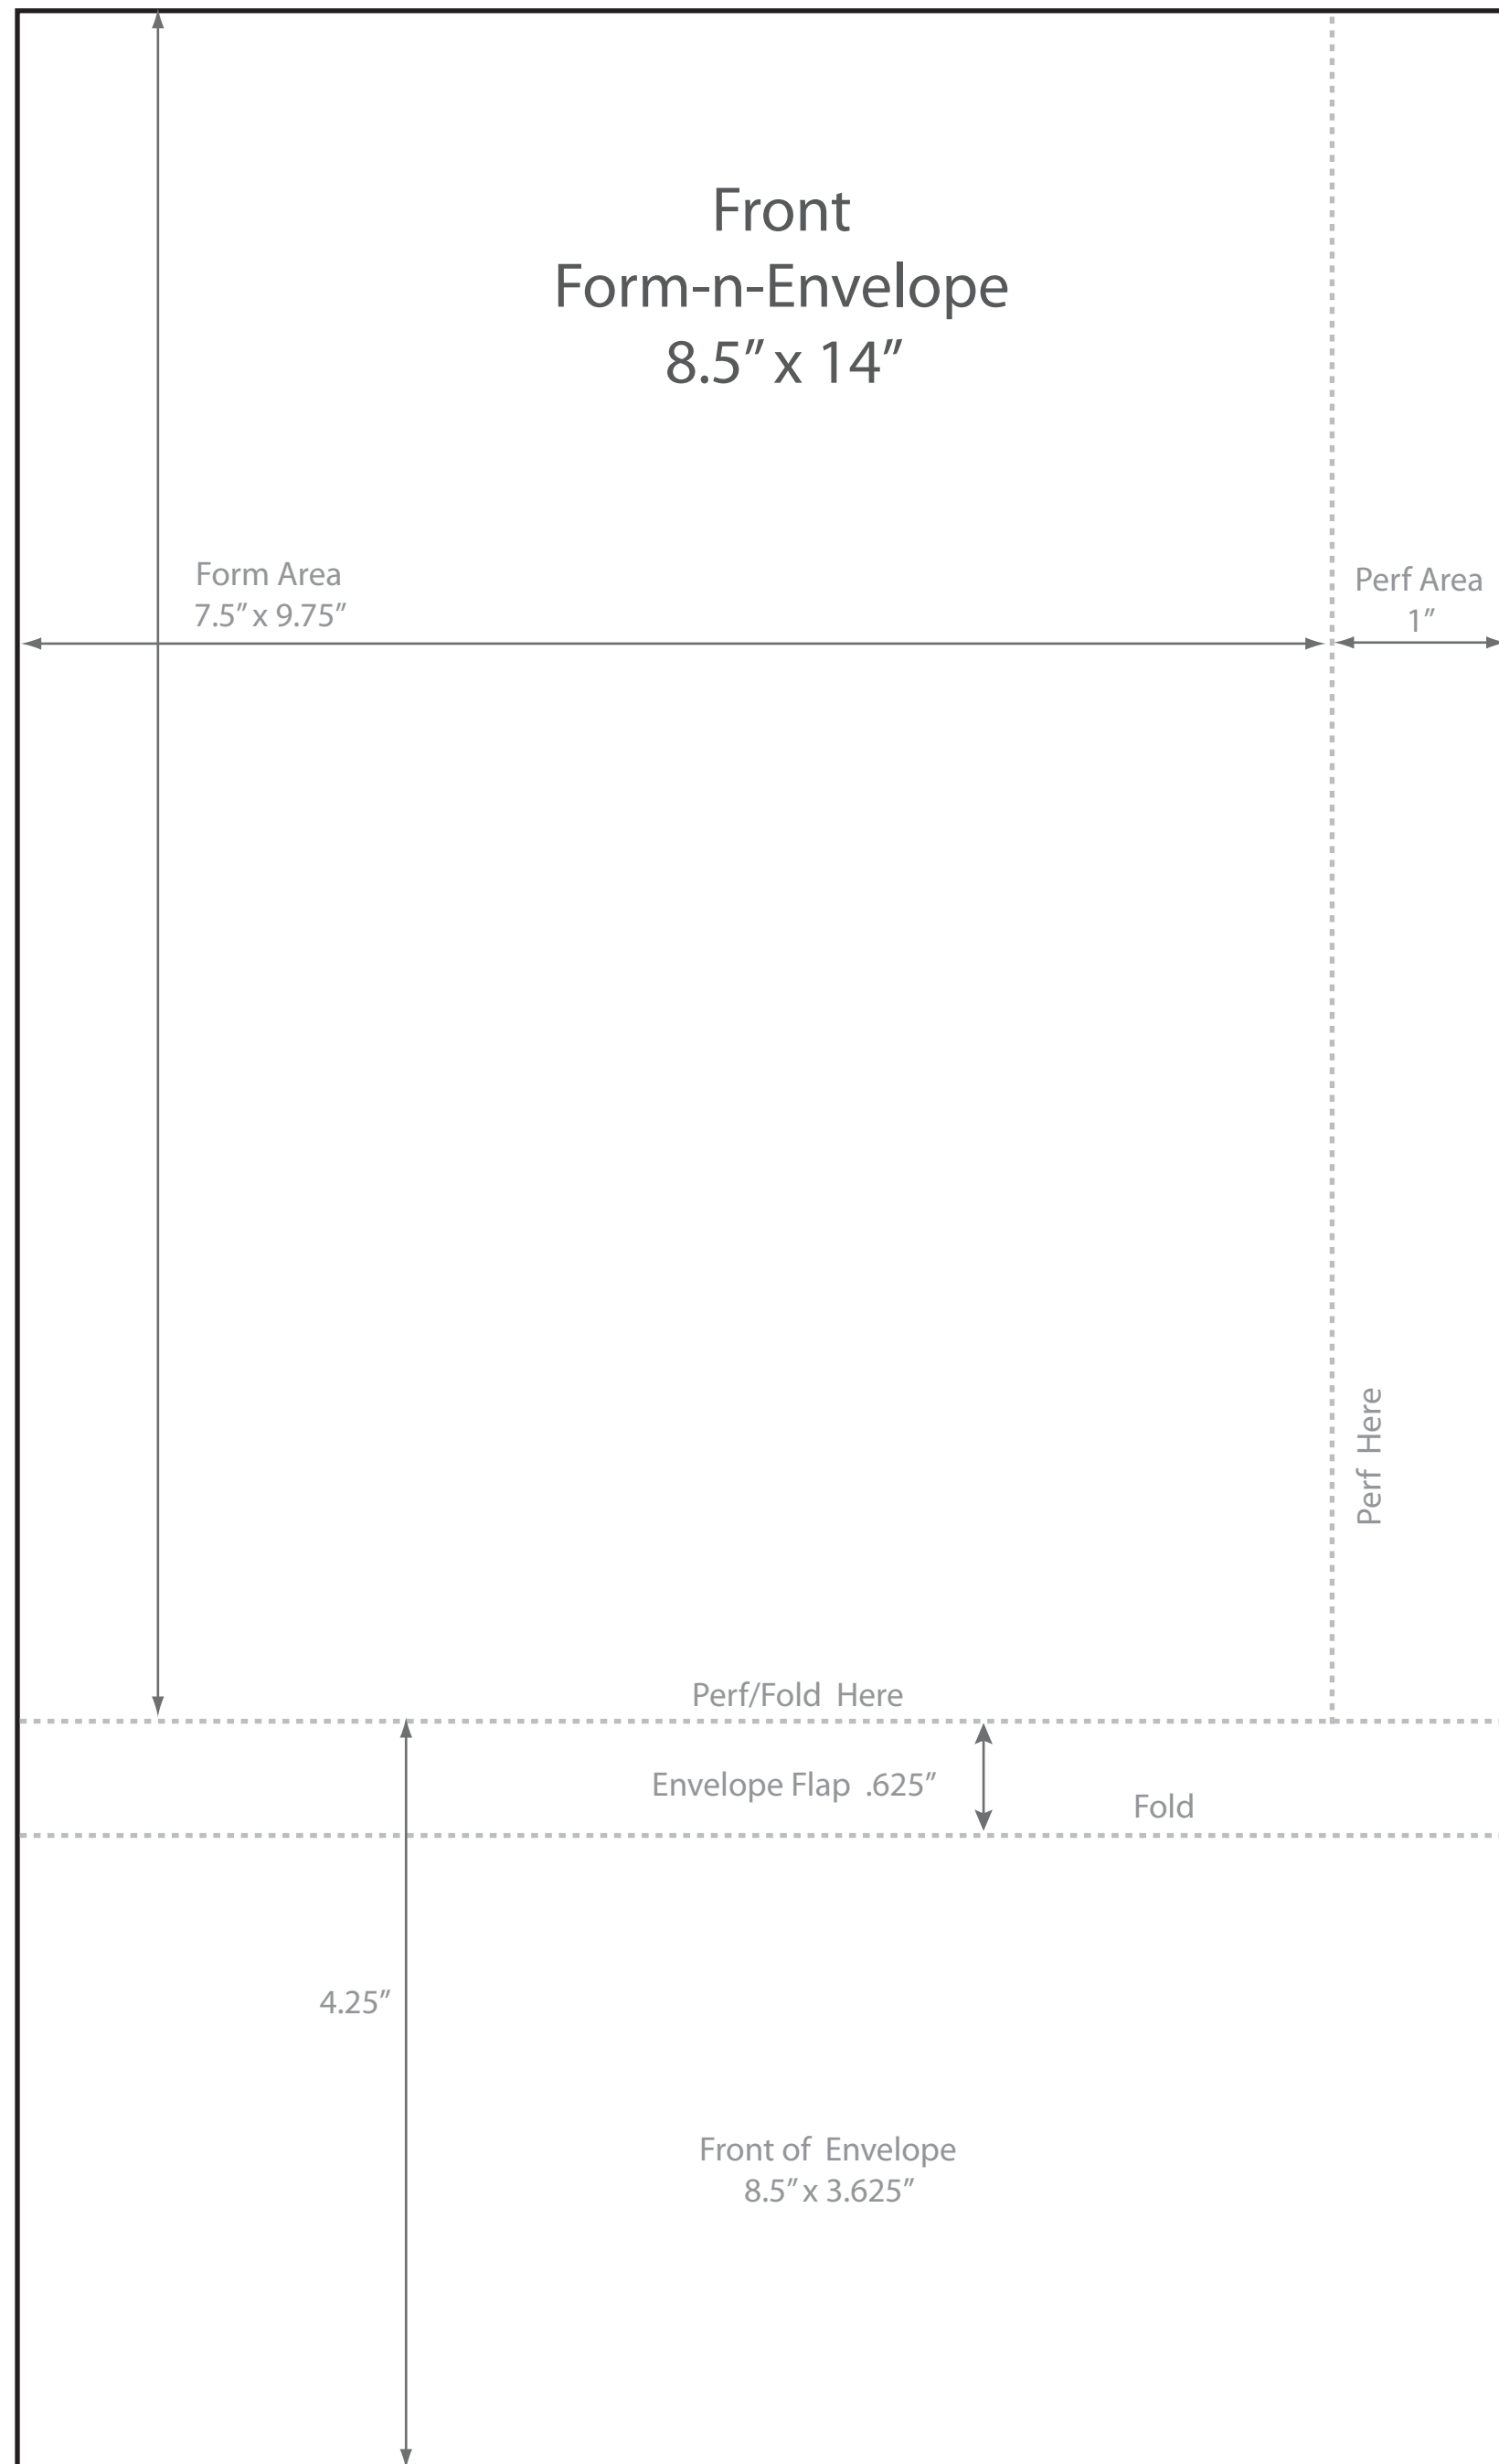 Front
Form-n-Envelope
8.5” x 14”
Form Area
7.5” x 9.75”
Perf Area
1”
Perf Here
Perf/Fold Here
Envelope Flap .625”
Fold
4.25”
Front of Envelope
8.5” x 3.625”